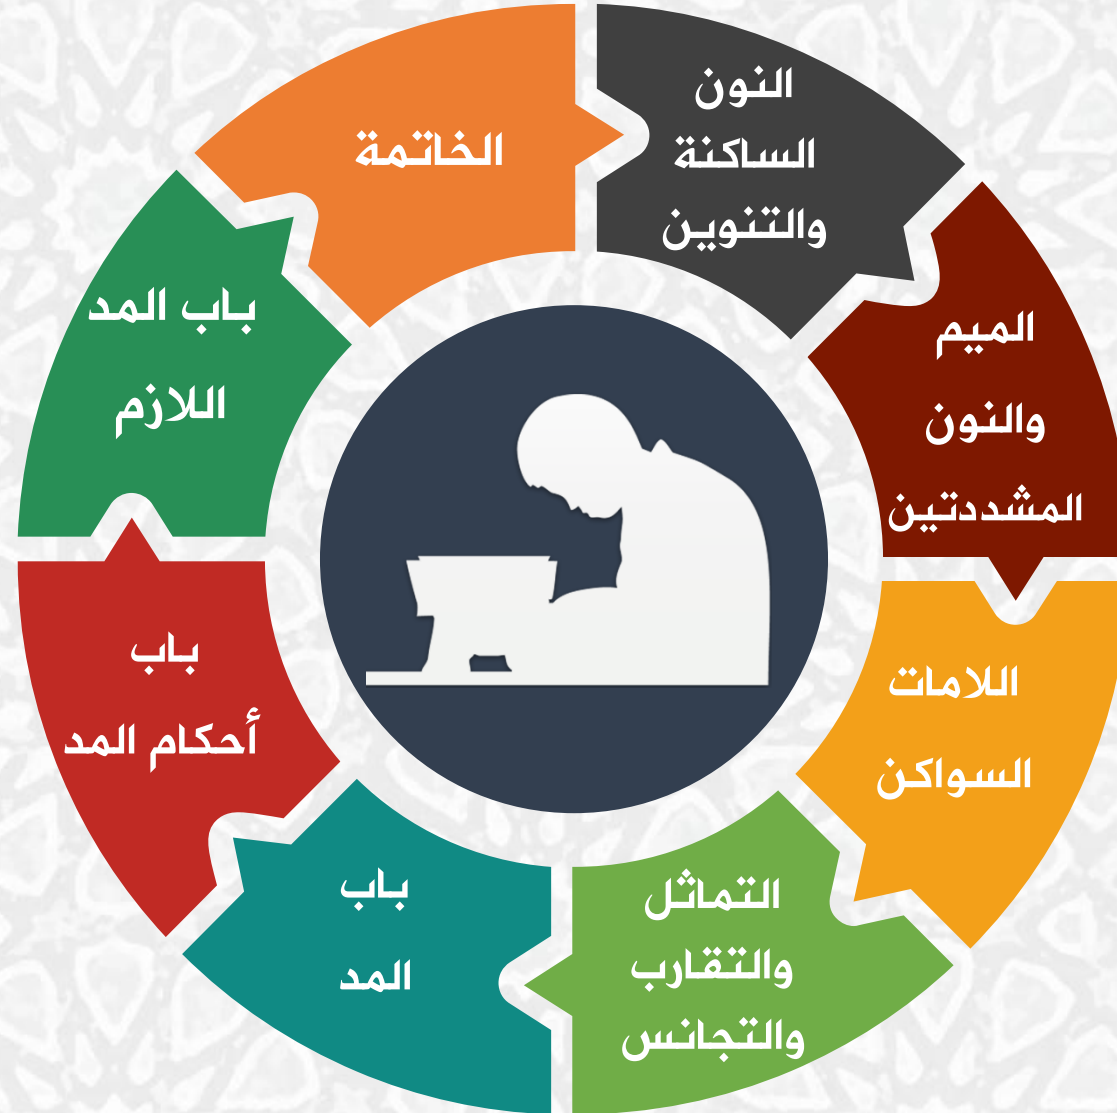 النون
الساكنة
والتنوين
الميم
والنون
المشددتين
اللامات
السواكن
التماثل
والتقارب
والتجانس
باب
المد
باب
أحكام المد
باب المد
اللازم
الخاتمة